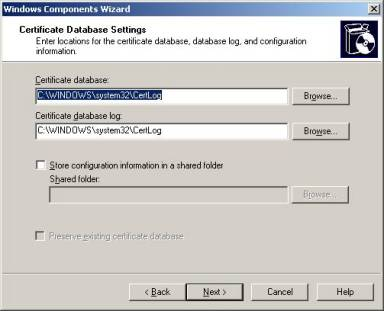 Windows Components Wizard
Certificate Database Settings
Enter locations for the certificate database, database log, and configuration
information.
Certificate database:
C:\WINDOWS\system32\CertLog
Browse...
Certificate database log:
C:\WINDOWS\system32\CertLog
Browse...
Store configuration information in a shared folder
Shared folder:
Browse...
Preserve existing certificate database
< Back
Next >
Cancel
Help